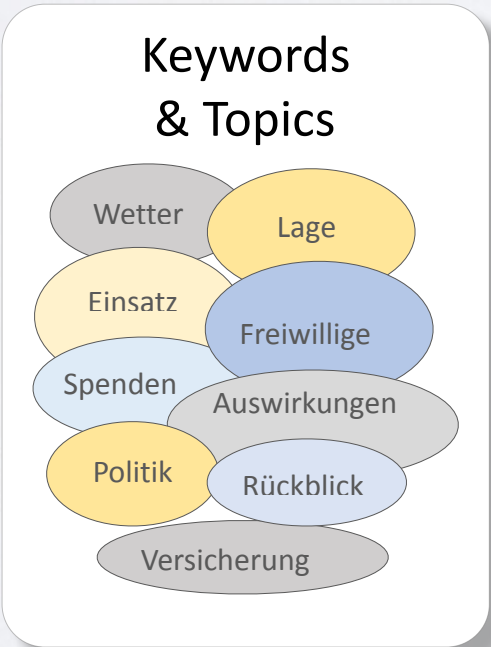 Keywords
& Topics
Wetter
Lage
Einsatz
Freiwillige
Spenden
Auswirkungen
Politik
Rückblick
Versicherung